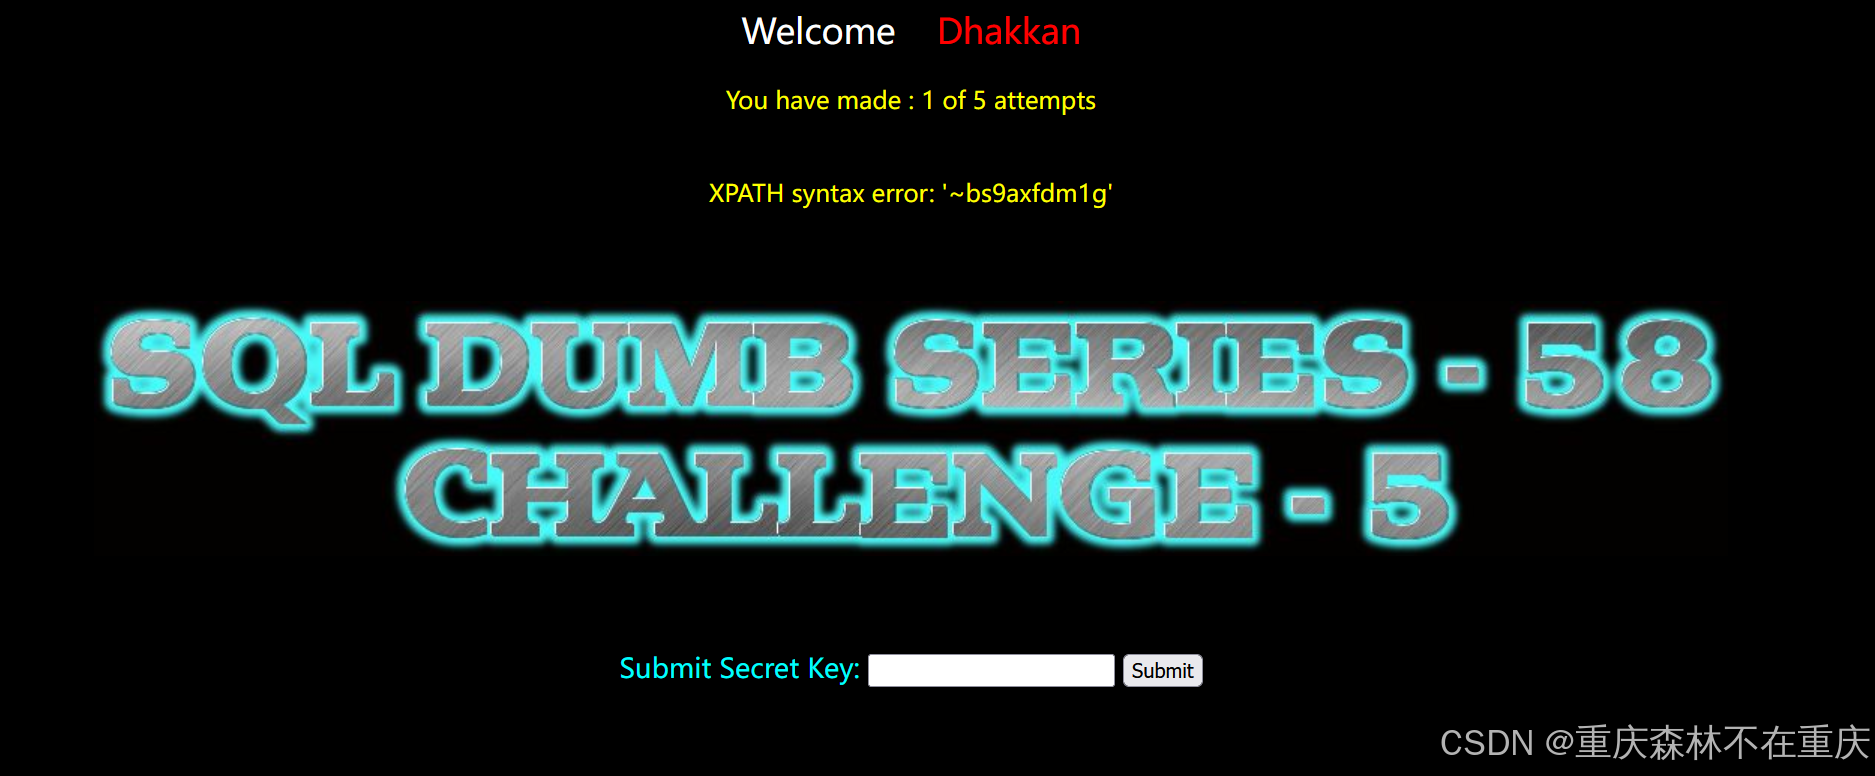 Welcome Dhakkan
You have made : 1 of 5 attempts
XPATH syntax error: '~bs9axfdm1g'
SQL DUMB SERIES - 58
CHALLENGE - 5
Submit Secret Key: Submit
CSDN @重庆森林不在重庆